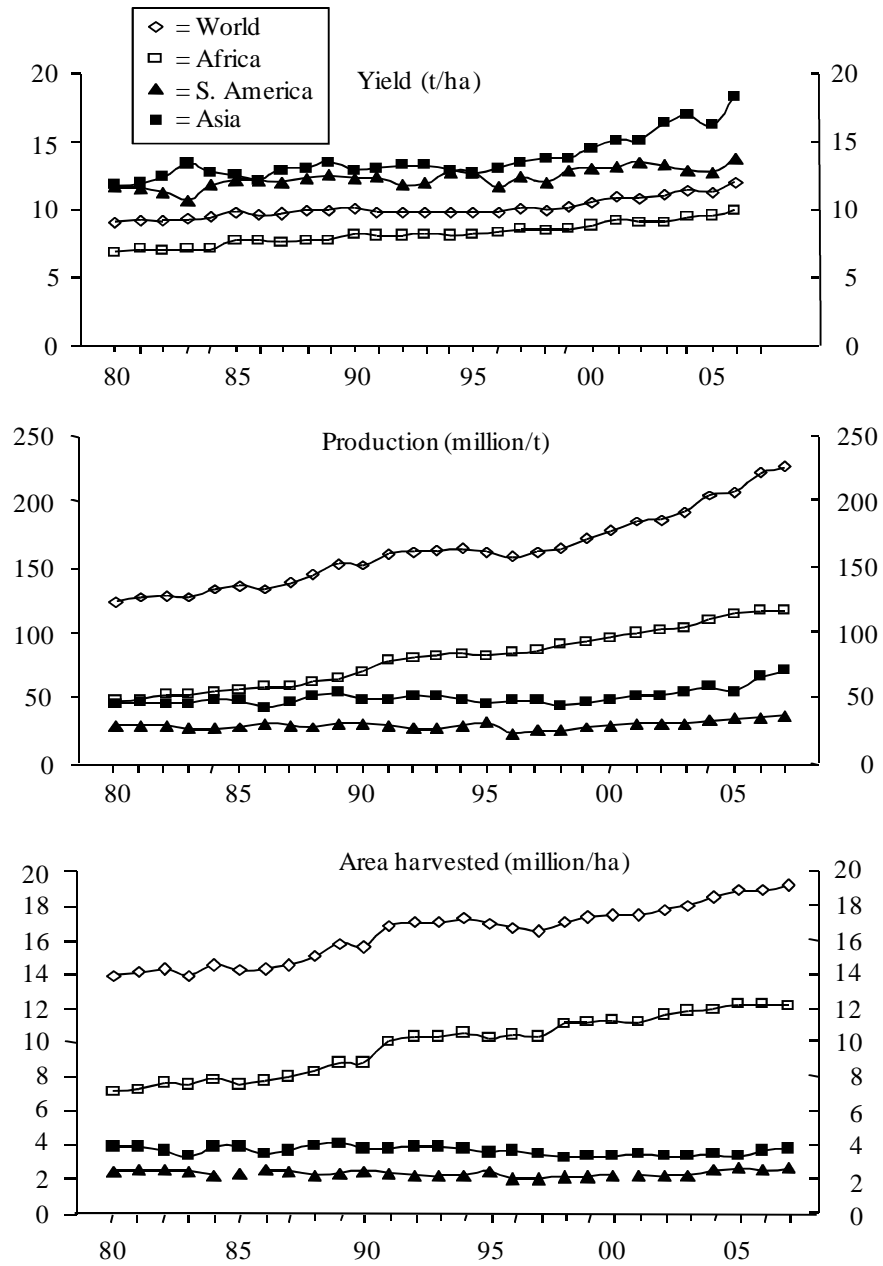 = World
= Africa
= S. America
= Asia
Yield (t/ha)
20 20
15 15
10 10
5 5
0 0
80 85 90 95 00 05
Production (million/t)
250 250
200 200
150 150
100 100
50 50
0 0
80 85 90 95 00 05
Area harvested (million/ha)
20 20
18 18
16 16
14 14
12 12
10 10
8 8
6 6
4 4
2 2
0 0
80 85 90 95 00 05